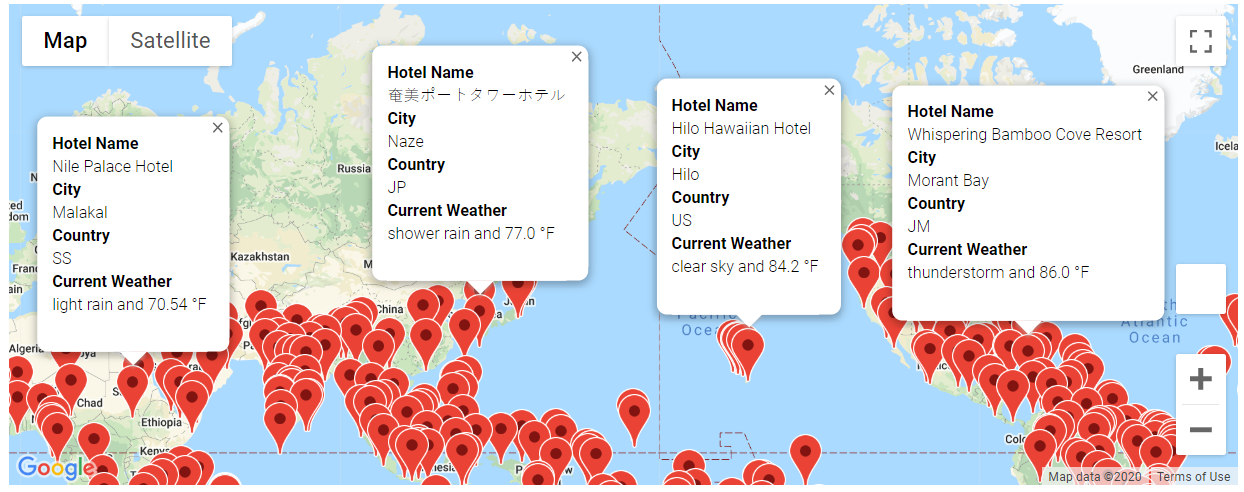 Map
Satellite
Hotel Name
Nile Palace Hotel
City
Malakal
Country
SS
Current Weather
light rain and 70.54 °F
Hotel Name
奄美ポートタワーホテル
City
Naze
Country
JP
Current Weather
shower rain and 77.0 °F
Hotel Name
Hilo Hawaiian Hotel
City
Hilo
Country
US
Current Weather
clear sky and 84.2 °F
Hotel Name
Whispering Bamboo Cove Resort
City
Morant Bay
Country
JM
Current Weather
thunderstorm and 86.0 °F
Greenland
Russia
Kazakhstan
China
Chad
Ethiopia
Ocean
Atlantic
Ocean
Google
Map data ©2020
Terms of Use